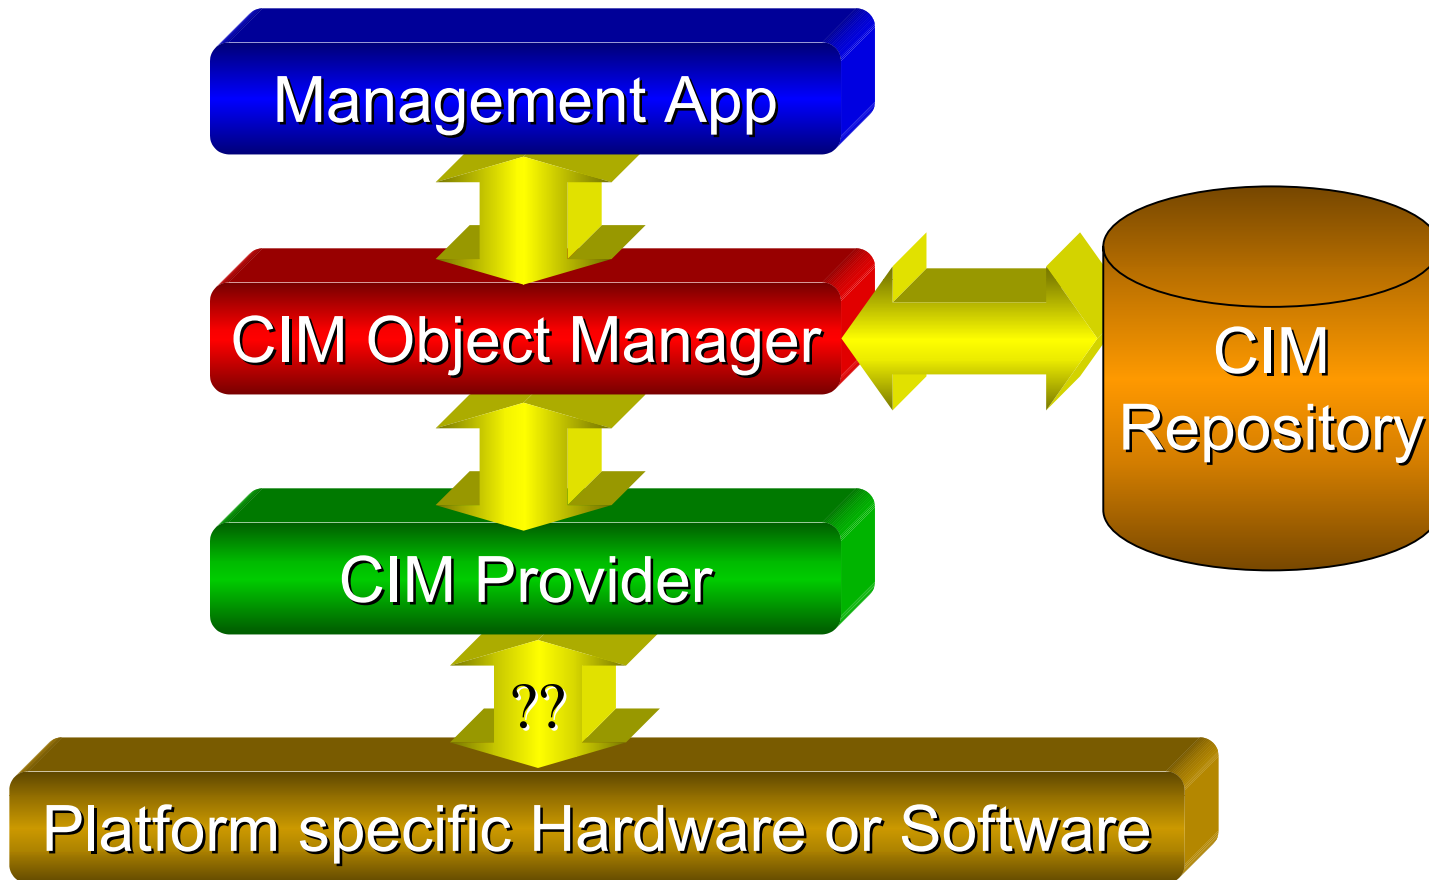 Management App
CIM Object Manager
CIM
Repository
CIM Provider
??
Platform specific Hardware or Software